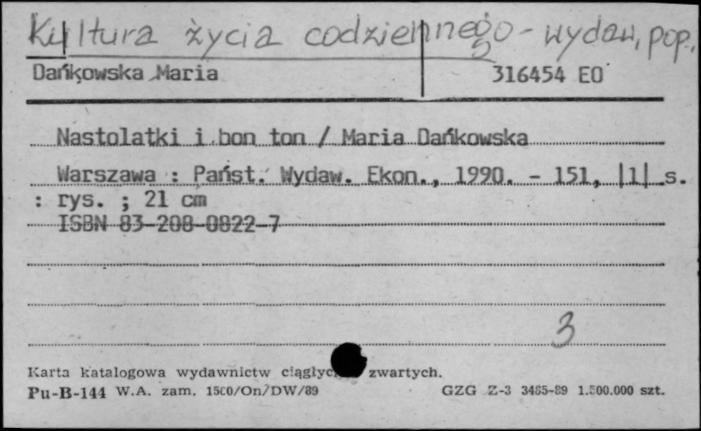 Kultura życia codziennego - wydaw. pop.
Dańkowska Maria 316454 EO
Nastolatki i bon ton / Maria Dańkowska
Warszawa : Państ. Wydaw. Ekon., 1990. - 151, |1| s.
: rys. ; 21 cm
ISBN 83-208-0822-7
3
Karta katalogowa wydawnictw ciągłyc zwartych.
Pu-B-144 W.A. zam. 1500/On/DW/89 GZG Z-3 3465-89 1.500.000 szt.